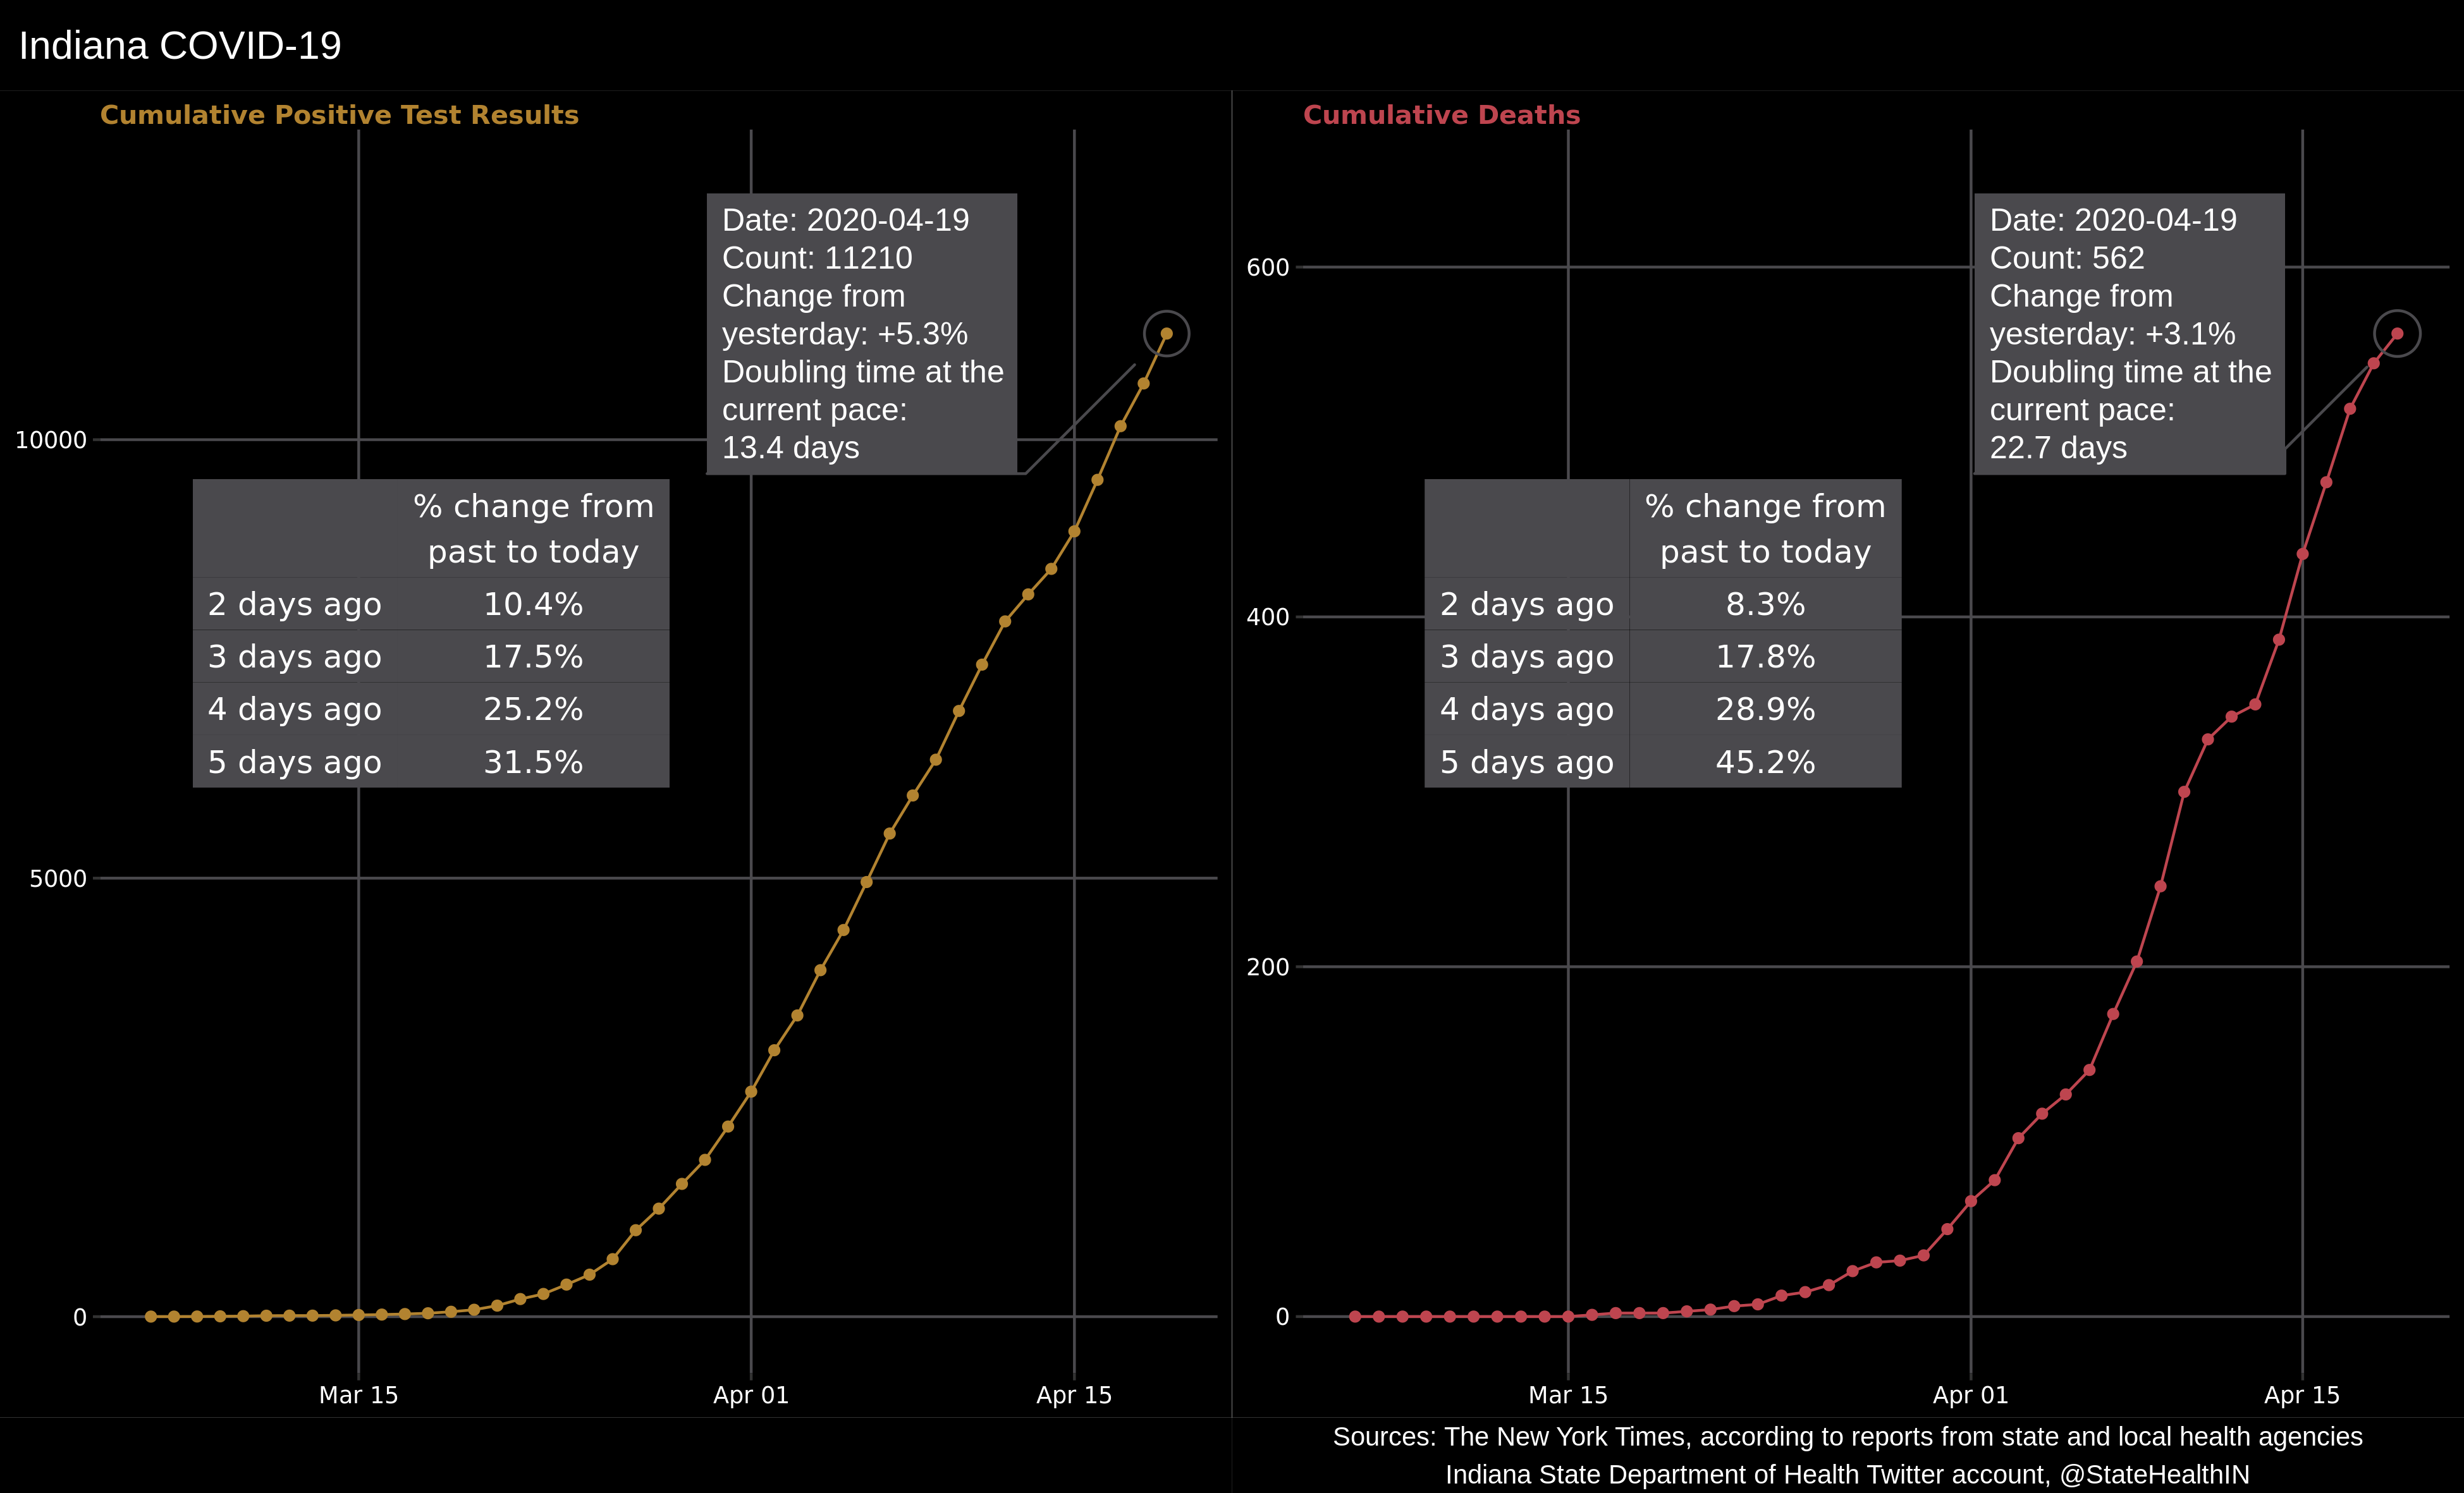 Indiana COVID-19
Cumulative Positive Test Results
Date: 2020-04-19
Count: 11210
Change from
yesterday: +5.3%
Doubling time at the
current pace:
13.4 days
10000
5000
0
% change from
past to today
2 days ago 10.4%
3 days ago 17.5%
4 days ago 25.2%
5 days ago 31.5%
Mar 15 Apr 01 Apr 15
Cumulative Deaths
Date: 2020-04-19
Count: 562
Change from
yesterday: +3.1%
Doubling time at the
current pace:
22.7 days
600
400
200
0
% change from
past to today
2 days ago 8.3%
3 days ago 17.8%
4 days ago 28.9%
5 days ago 45.2%
Mar 15 Apr 01 Apr 15
Sources: The New York Times, according to reports from state and local health agencies
Indiana State Department of Health Twitter account, @StateHealthIN